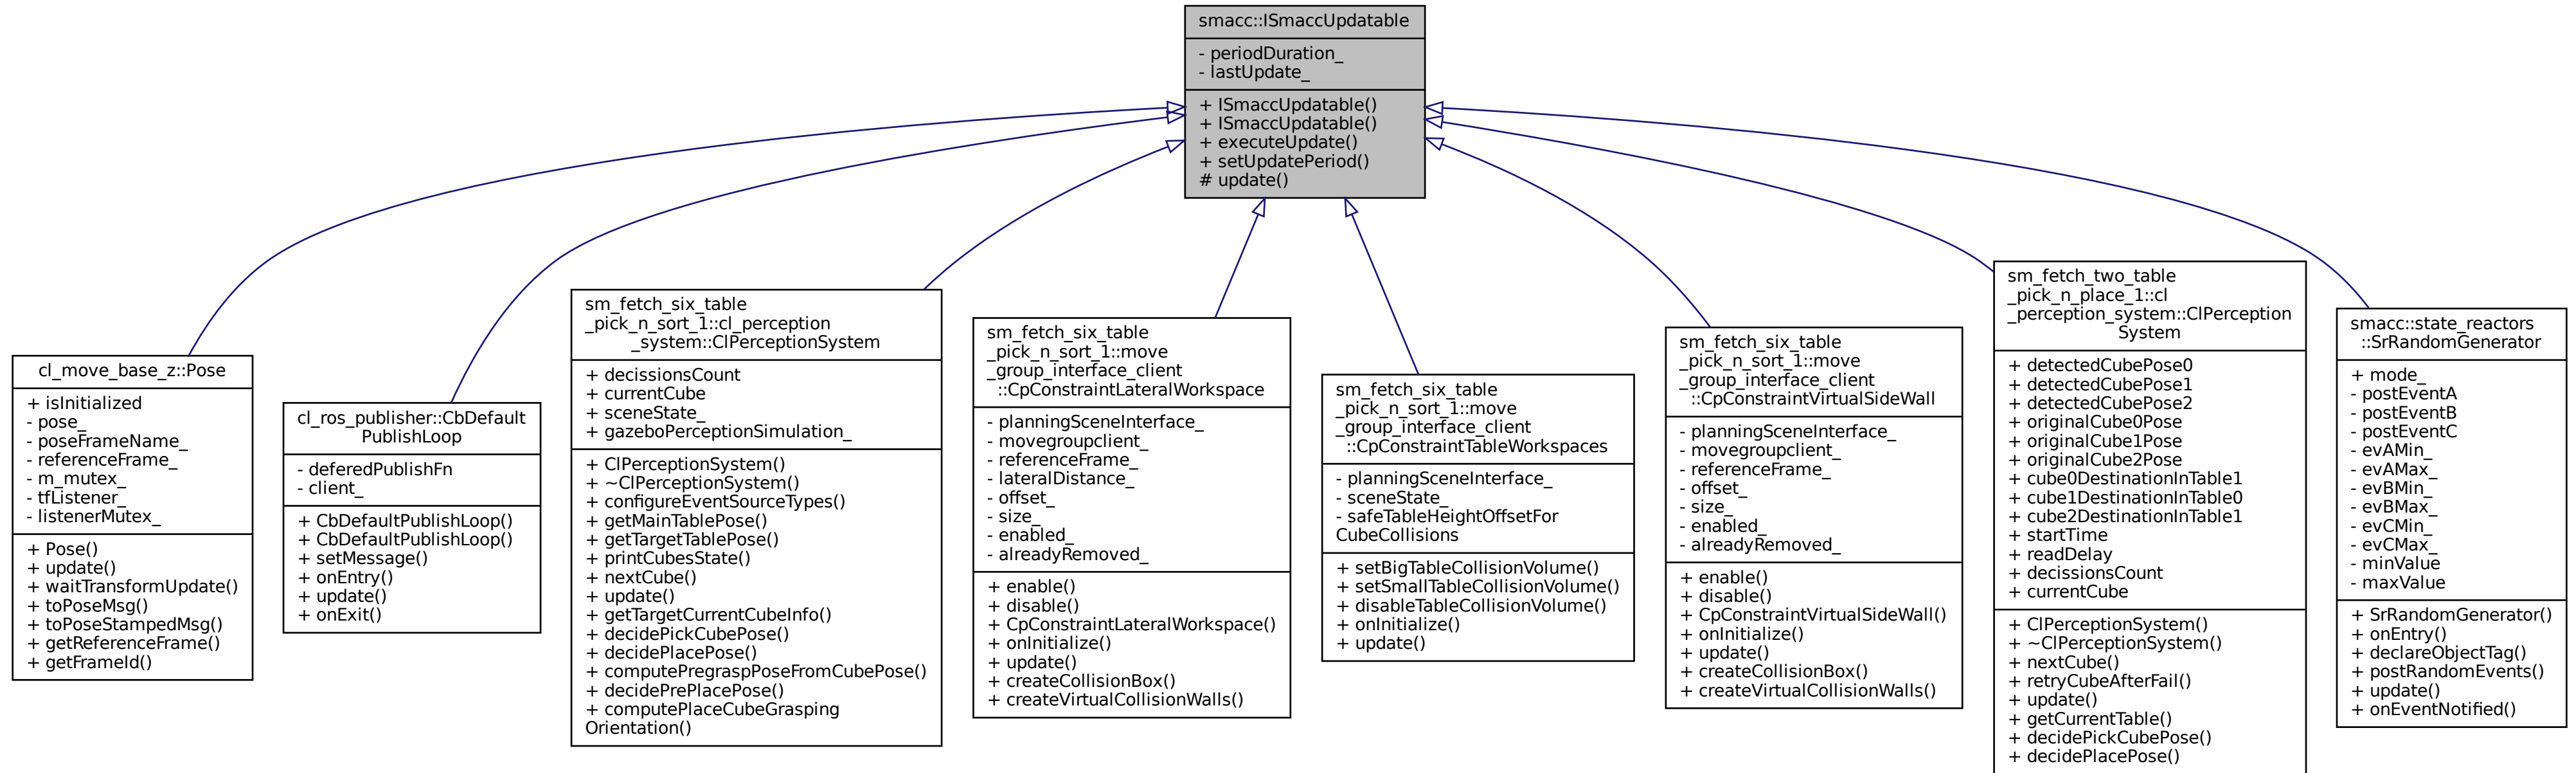 smacc::ISmaccUpdatable
- periodDuration_
- lastUpdate_
+ ISmaccUpdatable()
+ ISmaccUpdatable()
+ executeUpdate()
+ setUpdatePeriod()
# update()
cl_move_base_z::Pose
+ isInitialized
- pose_
- poseFrameName_
- referenceFrame_
- m_mutex_
- tfListener_
- listenerMutex_
+ Pose()
+ update()
+ waitTransformUpdate()
+ toPoseMsg()
+ toPoseStampedMsg()
+ getReferenceFrame()
+ getFrameId()
cl_ros_publisher::CbDefault
PublishLoop
- deferedPublishFn
- client_
+ CbDefaultPublishLoop()
+ CbDefaultPublishLoop()
+ setMessage()
+ onEntry()
+ update()
+ onExit()
sm_fetch_six_table
_pick_n_sort_1::cl_perception
_system::ClPerceptionSystem
+ decissionsCount
+ currentCube
+ sceneState_
+ gazeboPerceptionSimulation_
+ ClPerceptionSystem()
+ ~ClPerceptionSystem()
+ configureEventSourceTypes()
+ getMainTablePose()
+ getTargetTablePose()
+ printCubesState()
+ nextCube()
+ update()
+ getTargetCurrentCubeInfo()
+ decidePickCubePose()
+ decidePlacePose()
+ computePregraspPoseFromCubePose()
+ decidePrePlacePose()
+ computePlaceCubeGrasping
Orientation()
sm_fetch_six_table
_pick_n_sort_1::move
_group_interface_client
::CpConstraintLateralWorkspace
- planningSceneInterface_
- movegroupclient_
- referenceFrame_
- lateralDistance_
- offset_
- size_
- enabled_
- alreadyRemoved_
+ enable()
+ disable()
+ CpConstraintLateralWorkspace()
+ onInitialize()
+ update()
+ createCollisionBox()
+ createVirtualCollisionWalls()
sm_fetch_six_table
_pick_n_sort_1::move
_group_interface_client
::CpConstraintTableWorkspaces
- planningSceneInterface_
- sceneState_
- safeTableHeightOffsetFor
CubeCollisions
+ setBigTableCollisionVolume()
+ setSmallTableCollisionVolume()
+ disableTableCollisionVolume()
+ onInitialize()
+ update()
sm_fetch_six_table
_pick_n_sort_1::move
_group_interface_client
::CpConstraintVirtualSideWall
- planningSceneInterface_
- movegroupclient_
- referenceFrame_
- offset_
- size_
- enabled_
- alreadyRemoved_
+ enable()
+ disable()
+ CpConstraintVirtualSideWall()
+ onInitialize()
+ update()
+ createCollisionBox()
+ createVirtualCollisionWalls()
sm_fetch_two_table
_pick_n_place_1::cl
_perception_system::ClPerception
System
+ detectedCubePose0
+ detectedCubePose1
+ detectedCubePose2
+ originalCube0Pose
+ originalCube1Pose
+ originalCube2Pose
+ cube0DestinationInTable1
+ cube1DestinationInTable0
+ cube2DestinationInTable1
+ startTime
+ readDelay
+ decissionsCount
+ currentCube
+ ClPerceptionSystem()
+ ~ClPerceptionSystem()
+ nextCube()
+ retryCubeAfterFail()
+ update()
+ getCurrentTable()
+ decidePickCubePose()
+ decidePlacePose()
smacc::state_reactors
::SrRandomGenerator
+ mode_
- postEventA
- postEventB
- postEventC
- evAMin_
- evAMax_
- evBMin_
- evBMax_
- evCMin_
- evCMax_
- minValue
- maxValue
+ SrRandomGenerator()
+ onEntry()
+ declareObjectTag()
+ postRandomEvents()
+ update()
+ onEventNotified()